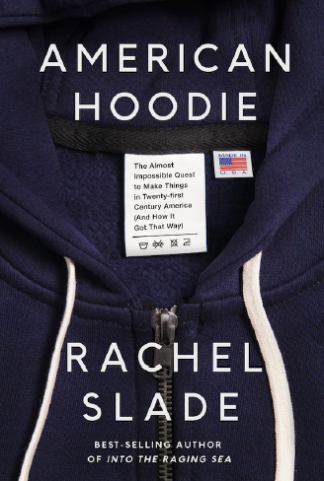 AMERICAN
HOODIE
MADE IN
U S A
The Almost
Impossible Quest
to Make Things
in Twenty-first
Century America
(And How It
Got That Way)
RACHEL
SLADE
BEST-SELLING AUTHOR
OF INTO THE RAGING SEA